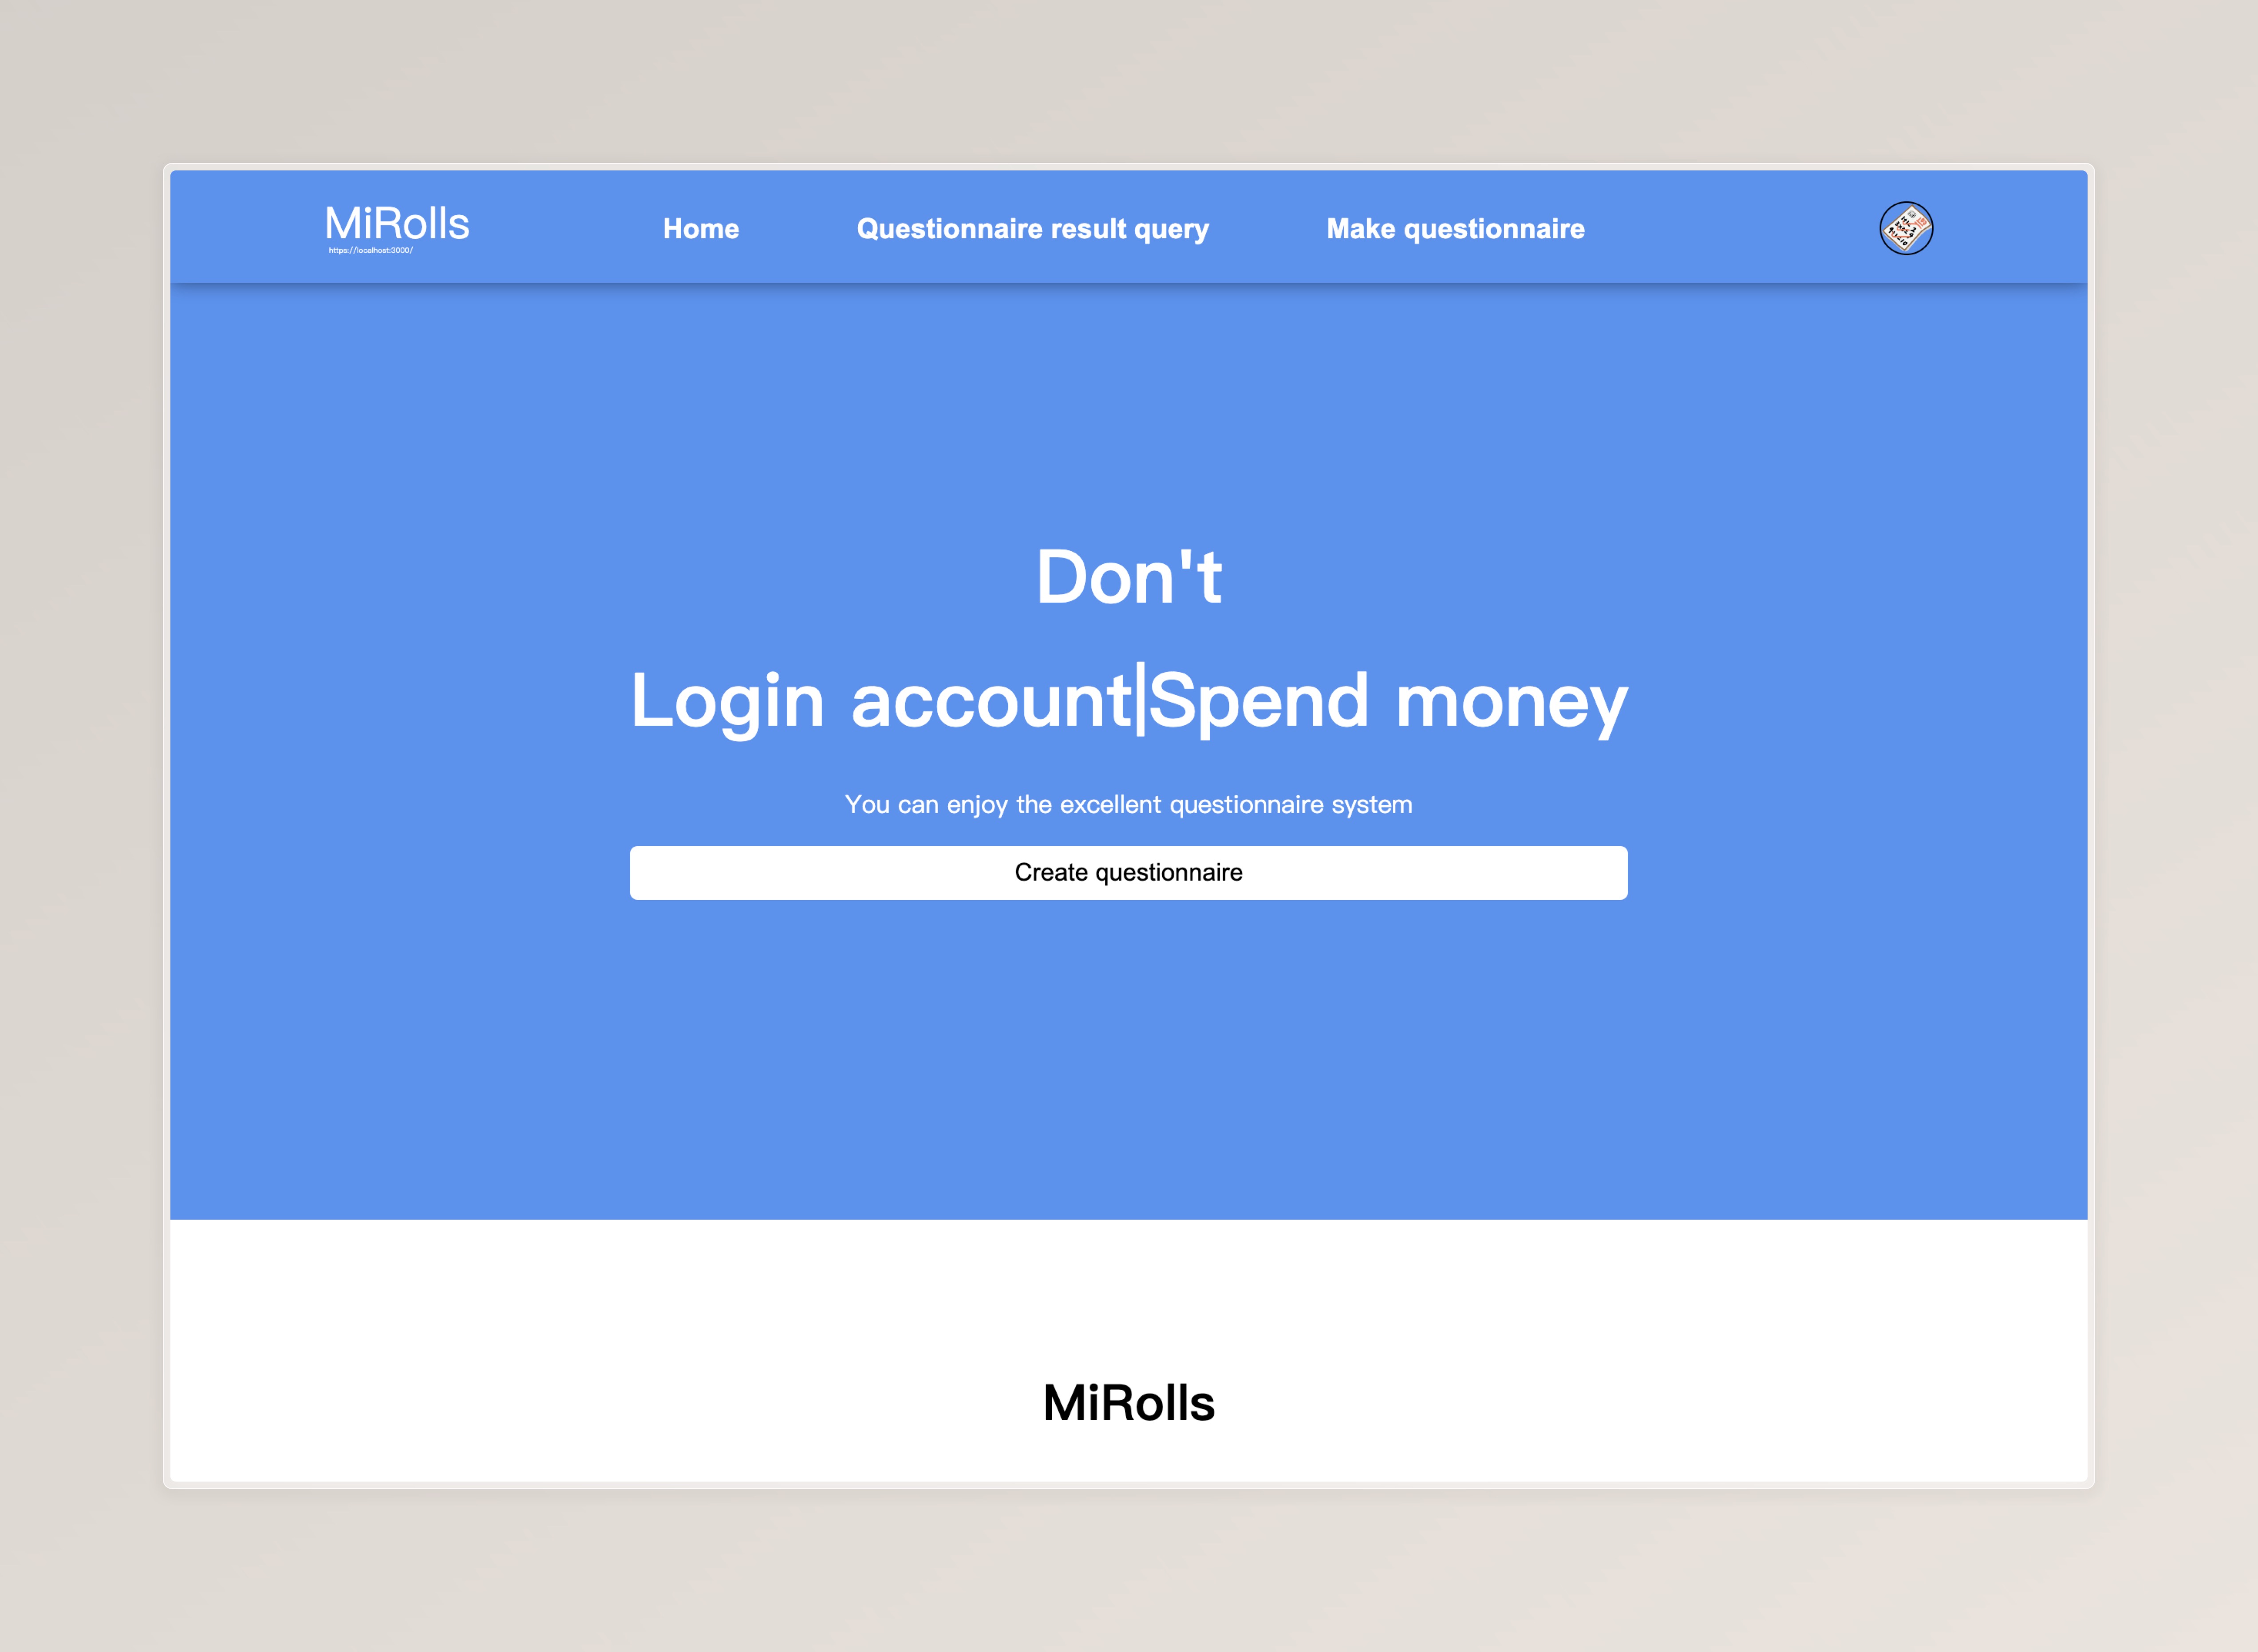 MiRolls
https://localhost:3000/
Home
Questionnaire result query
Make questionnaire
Don't
Login account|Spend money
You can enjoy the excellent questionnaire system
Create questionnaire
MiRolls